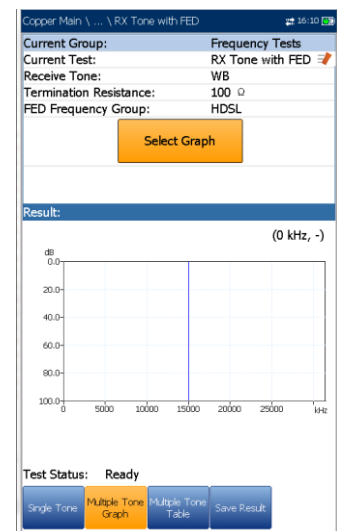 Copper Main \ ... \ RX Tone with FED 16:10
Current Group: Frequency Tests
Current Test: RX Tone with FED
Receive Tone: WB
Termination Resistance: 100 Ω
FED Frequency Group: HDSL
Select Graph
Result:
(0 kHz, -)
dB
0.0
20.0
40.0
60.0
80.0
100.0
0 5000 10000 15000 20000 25000 kHz
Test Status: Ready
Single Tone
Multiple Tone Graph
Multiple Tone Table
Save Result